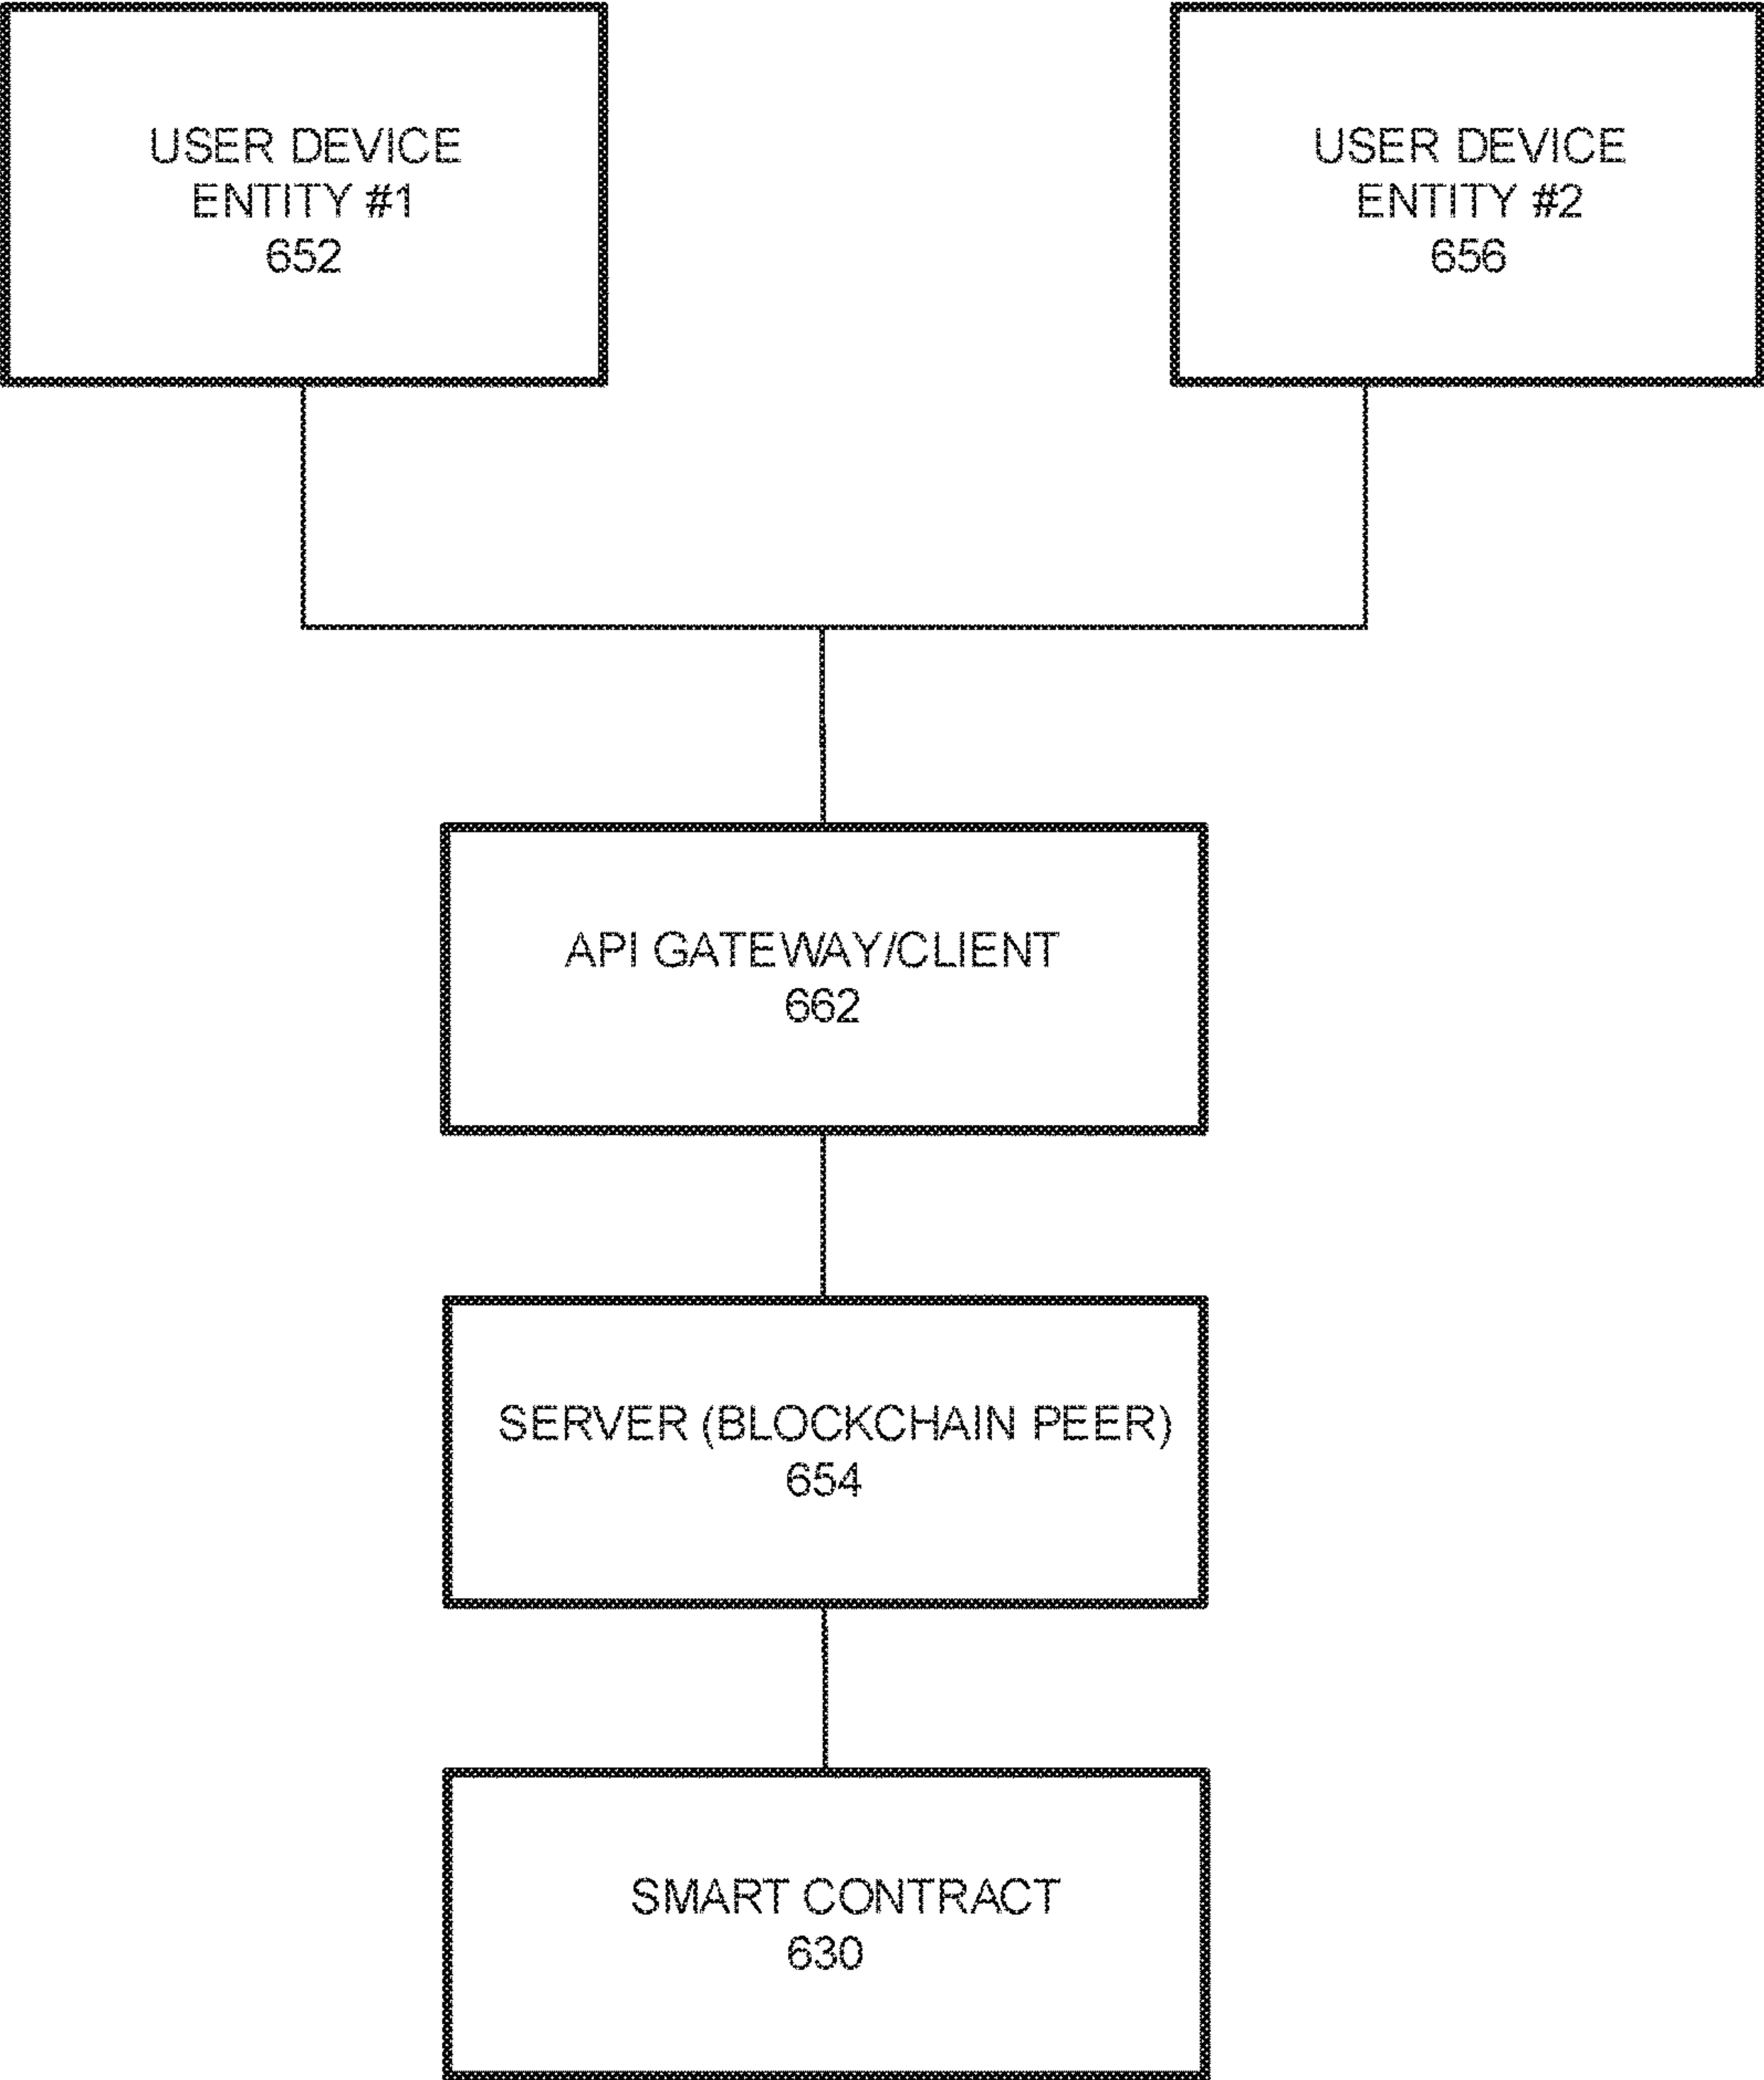 USER DEVICE
ENTITY #1
652
USER DEVICE
ENTITY #2
656
API GATEWAY/CLIENT
662
SERVER (BLOCKCHAIN PEER)
654
SMART CONTRACT
630